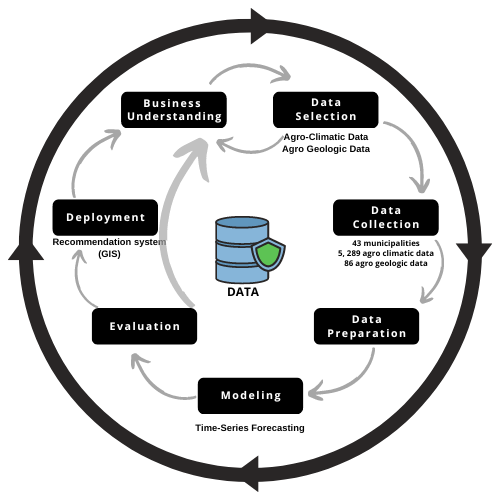 Business
Understanding
Data
Selection
Agro-Climatic Data
Agro Geologic Data
Data
Collection
43 municipalities
5, 289 agro climatic data
86 agro geologic data
Data
Preparation
Modeling
Time-Series Forecasting
Evaluation
Deployment
Recommendation system
(GIS)
DATA